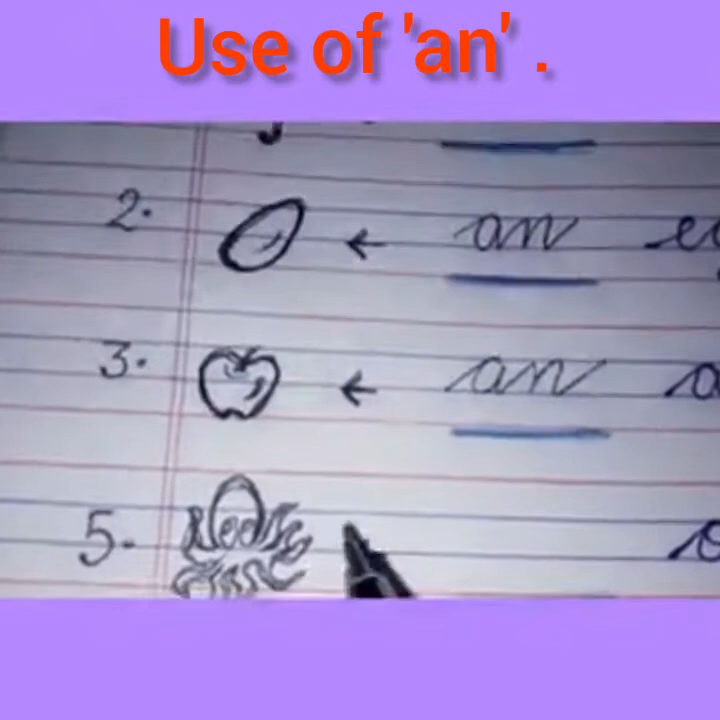 Use of 'an' .
2. ← an
3. ← an
5.